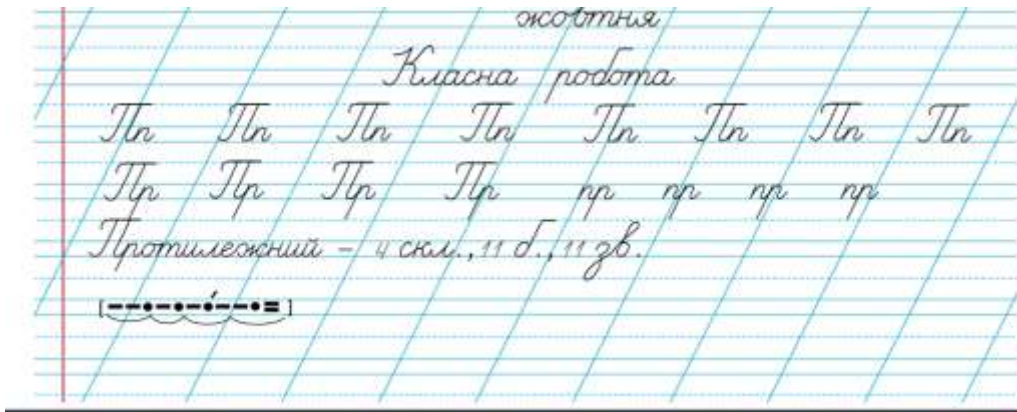 жовтня
Класна робота
Пп Пп Пп Пп Пп Пп Пп Пп
Пр Пр Пр Пр пр пр пр пр
Протилежний – 4 скл., 11 б., 11 зв.
[– – • – • – • – – • =]